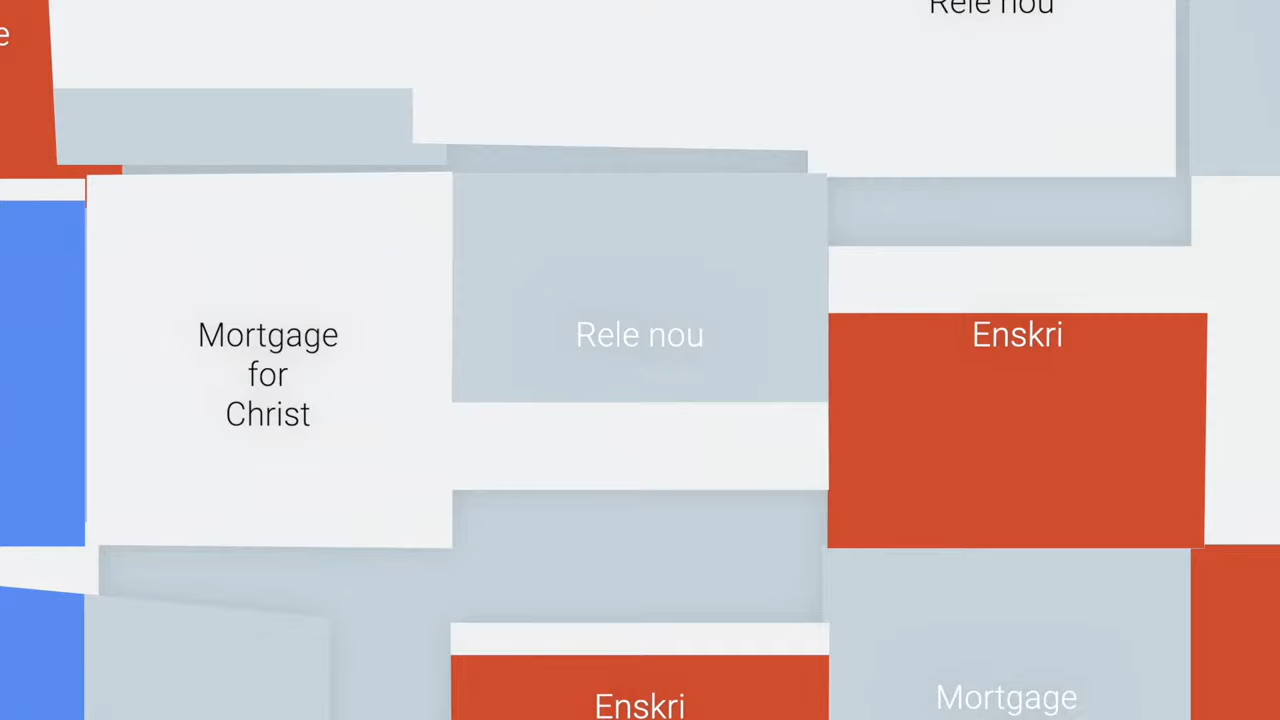 Rele nou
e
Mortgage
for
Christ
Rele nou
Enskri
Enskri
Mortgage